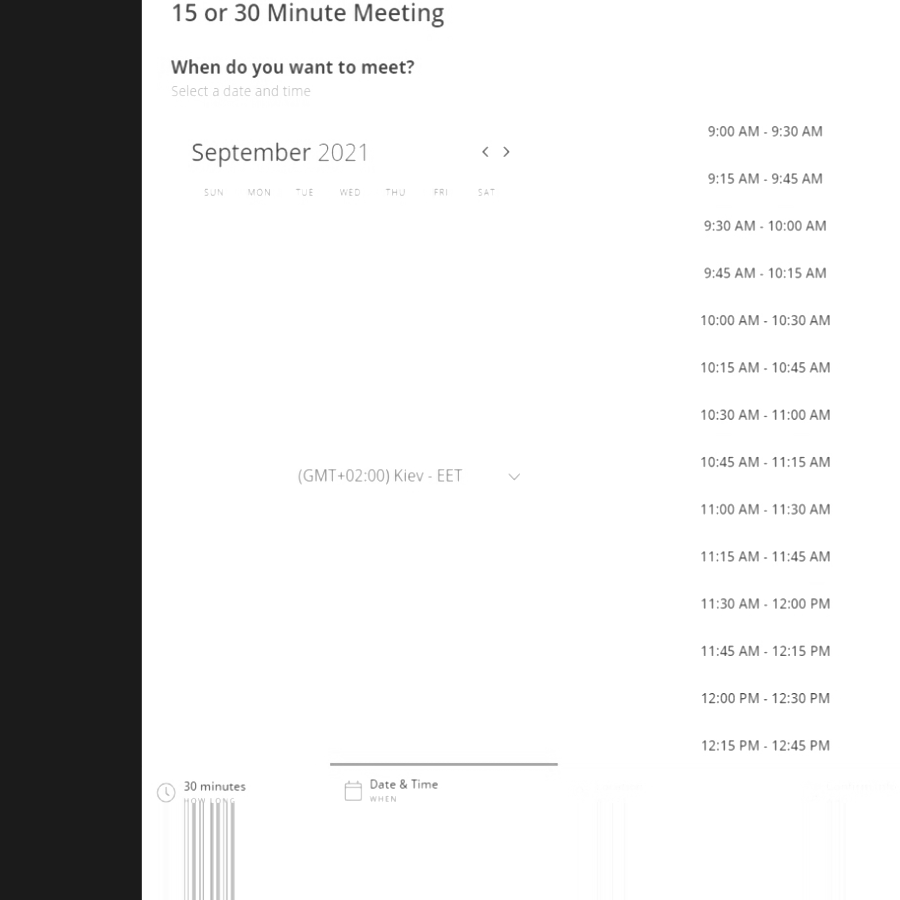 15 or 30 Minute Meeting
When do you want to meet?
Select a date and time
September 2021
SUN MON TUE WED THU FRI SAT
(GMT+02:00) Kiev - EET
9:00 AM - 9:30 AM
9:15 AM - 9:45 AM
9:30 AM - 10:00 AM
9:45 AM - 10:15 AM
10:00 AM - 10:30 AM
10:15 AM - 10:45 AM
10:30 AM - 11:00 AM
10:45 AM - 11:15 AM
11:00 AM - 11:30 AM
11:15 AM - 11:45 AM
11:30 AM - 12:00 PM
11:45 AM - 12:15 PM
12:00 PM - 12:30 PM
12:15 PM - 12:45 PM
30 minutes
HOW LONG
Date & Time
WHEN